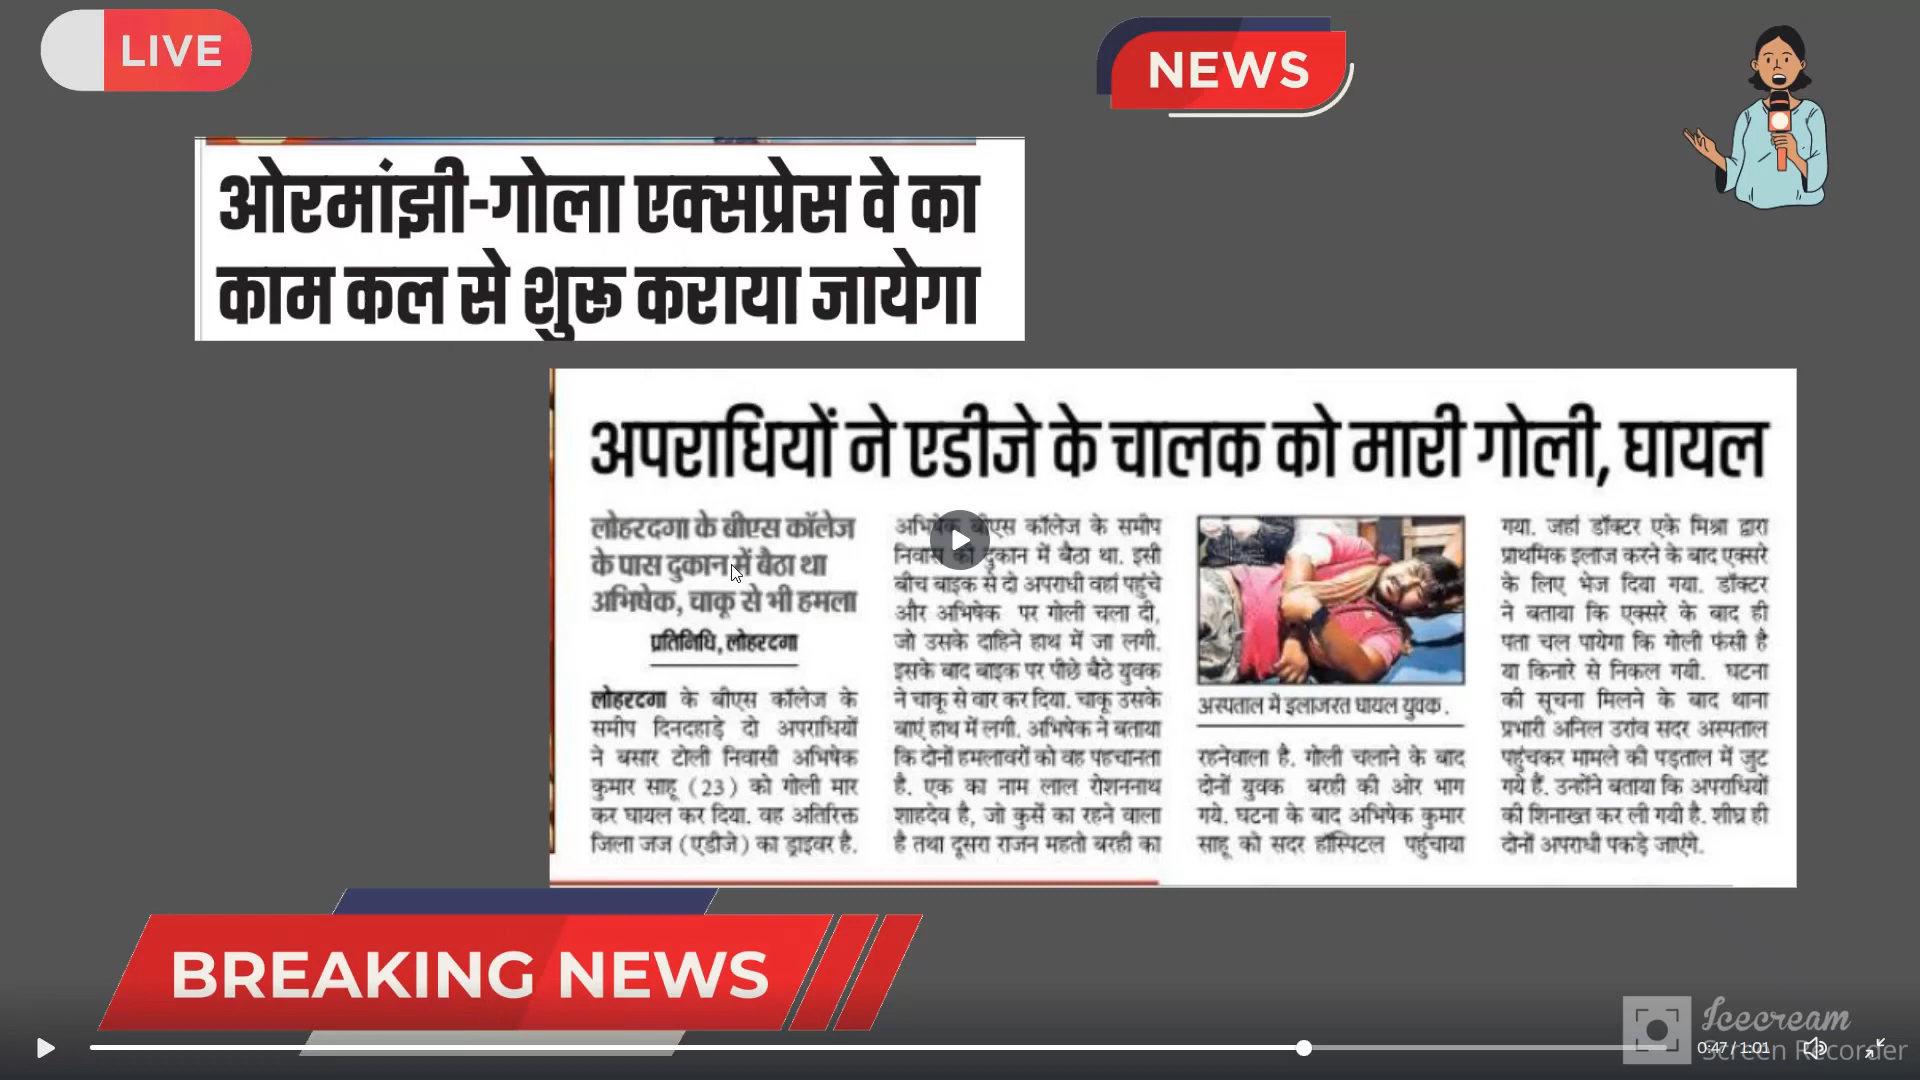 LIVE
NEWS
ओरमांझी-गोला एक्सप्रेस वे का
काम कल से शुरू कराया जायेगा
अपराधियों ने एडीजे के चालक को मारी गोली, घायल
लोहरदगा के बीएस कॉलेज
के पास दुकान में बैठा था
अभिषेक, चाकू से भी हमला
प्रतिनिधि, लोहरदगा
लोहरदगा के बीएस कॉलेज के
समीप दिनदहाड़े दो अपराधियों
ने बसार टोली निवासी अभिषेक
कुमार साहू (23) को गोली मार
कर घायल कर दिया. वह अतिरिक्त
जिला जज (एडीजे) का ड्राइवर है.
अभिषेक बीएस कॉलेज के समीप
निवास की दुकान में बैठा था. इसी
बीच बाइक से दो अपराधी वहां पहुंचे
और अभिषेक पर गोली चला दी,
जो उसके दाहिने हाथ में जा लगी.
इसके बाद बाइक पर पीछे बैठे युवक
ने चाकू से वार कर दिया. चाकू उसके
बाएं हाथ में लगी. अभिषेक ने बताया
कि दोनों हमलावरों को वह पहचानता
है. एक का नाम लाल रोशननाथ
शाहदेव है, जो कुसें का रहने वाला
है तथा दूसरा राजन महतो बरही का
अस्पताल में इलाजरत घायल युवक.
रहनेवाला है. गोली चलाने के बाद
दोनों युवक बरही की ओर भाग
गये. घटना के बाद अभिषेक कुमार
साहू को सदर हॉस्पिटल पहुंचाया
गया. जहां डॉक्टर एके मिश्रा द्वारा
प्राथमिक इलाज करने के बाद एक्सरे
के लिए भेज दिया गया. डॉक्टर
ने बताया कि एक्सरे के बाद ही
पता चल पायेगा कि गोली फंसी है
या किनारे से निकल गयी. घटना
की सूचना मिलने के बाद थाना
प्रभारी अनिल उरांव सदर अस्पताल
पहुंचकर मामले की पड़ताल में जुट
गये हैं. उन्होंने बताया कि अपराधियों
की शिनाख्त कर ली गयी है. शीघ्र ही
दोनों अपराधी पकड़े जाएंगे.
BREAKING NEWS
Icecream
Screen Recorder
0:47 / 1:01